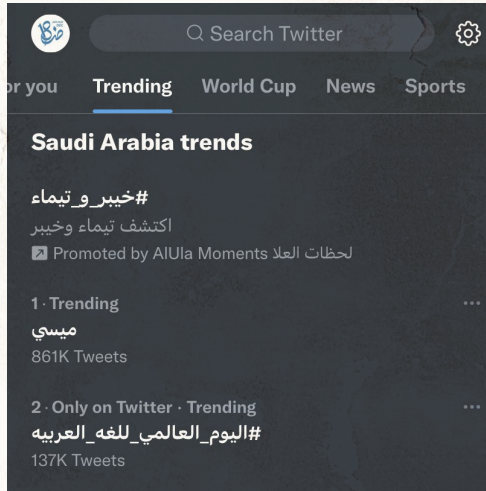 Search Twitter
or you Trending World Cup News Sports
Saudi Arabia trends
#خيبر_و_تيماء
اكتشف تيماء وخيبر
Promoted by AlUla Moments لحظات العلا
1 · Trending
ميسي
861K Tweets
2 · Only on Twitter · Trending
#اليوم_العالمي_للغه_العربيه
137K Tweets